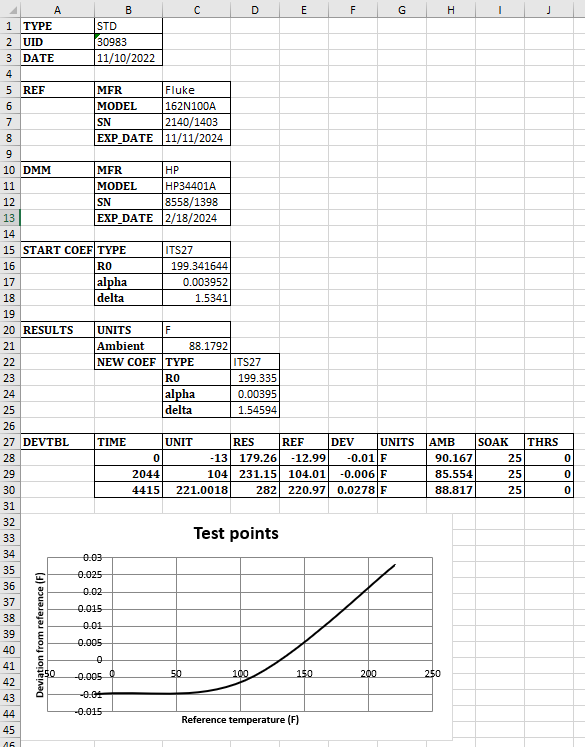 A B C D E F G H I J
1 TYPE STD
2 UID 30983
3 DATE 11/10/2022
4
5 REF MFR Fluke
6 MODEL 162N100A
7 SN 2140/1403
8 EXP_DATE 11/11/2024
9
10 DMM MFR HP
11 MODEL HP34401A
12 SN 8558/1398
13 EXP_DATE 2/18/2024
14
15 START COEF TYPE ITS27
16 R0 199.341644
17 alpha 0.003952
18 delta 1.5341
19
20 RESULTS UNITS F
21 Ambient 88.1792
22 NEW COEF TYPE ITS27
23 R0 199.335
24 alpha 0.00395
25 delta 1.54594
26
27 DEVTBL TIME UNIT RES REF DEV UNITS AMB SOAK THRS
28 0 -13 179.26 -12.99 -0.01 F 90.167 25 0
29 2044 104 231.15 104.01 -0.006 F 85.554 25 0
30 4415 221.0018 282 220.97 0.0278 F 88.817 25 0
31
32
33 Test points
34
35 0.03
36 0.025
37 0.02
38 0.015
39 0.01
40 0.005
41 0
42 -50 0 50 100 150 200 250
-0.005
43 -0.01
44 -0.015
45 Reference temperature (F)
46
Deviation from reference (F)